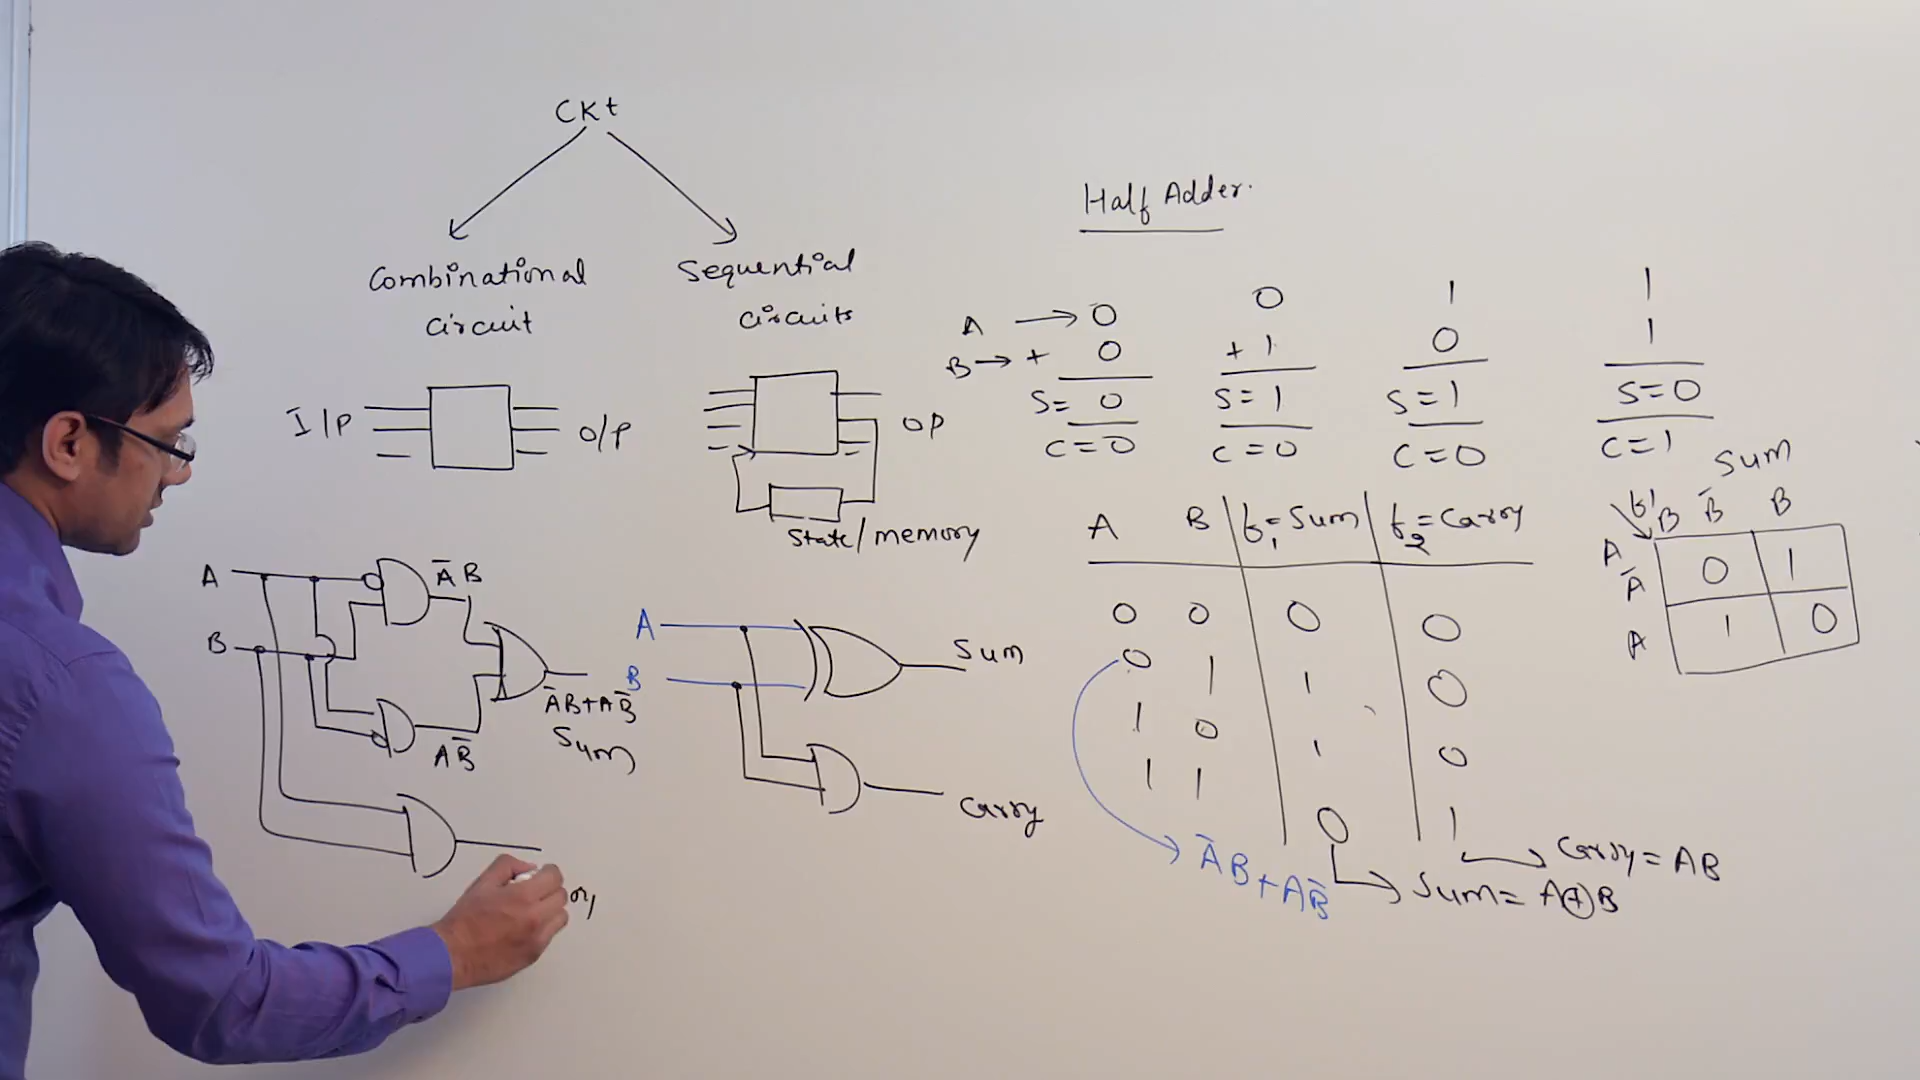 CKt
Combinational
circuit
Sequential
circuits
I/P
O/P
OP
State/memory
Half Adder.
A → 0
B → + 0
S= 0
C=0
0
+ 1
S=1
C=0
1
0
S=1
C=0
1
1
S=0
C=1
A B f₁=Sum f₂=Carry
0 0 0 0
0 1 1 0
1 0 1 0
1 1 0 1
A̅B+AB̅
Sum= A⊕B
Carry= AB
Sum
f₁ B B̅ B
A
A̅ 0 1
A 1 0
A
B
A̅B
AB̅
A̅B+AB̅
Sum
A
B
Sum
Carry